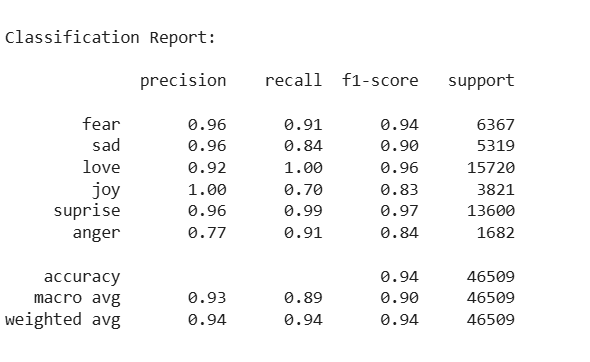 Classification Report:
precision recall f1-score support
fear 0.96 0.91 0.94 6367
sad 0.96 0.84 0.90 5319
love 0.92 1.00 0.96 15720
joy 1.00 0.70 0.83 3821
suprise 0.96 0.99 0.97 13600
anger 0.77 0.91 0.84 1682
accuracy 0.94 46509
macro avg 0.93 0.89 0.90 46509
weighted avg 0.94 0.94 0.94 46509